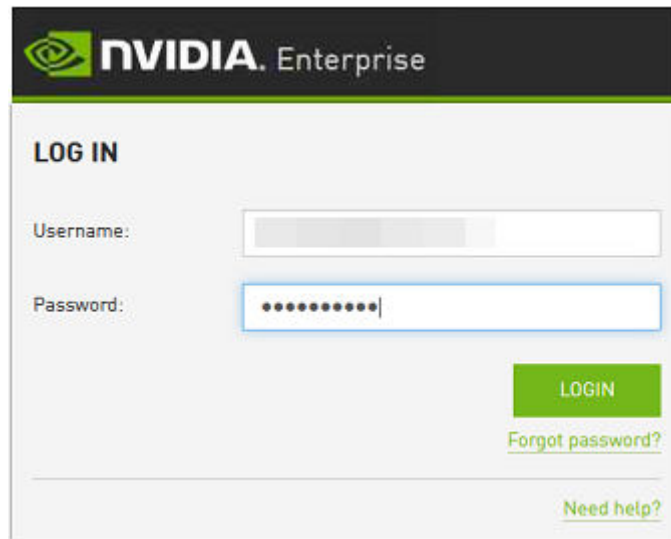 NVIDIA. Enterprise
LOG IN
Username:
Password: ••••••••••
LOGIN
Forgot password?
Need help?